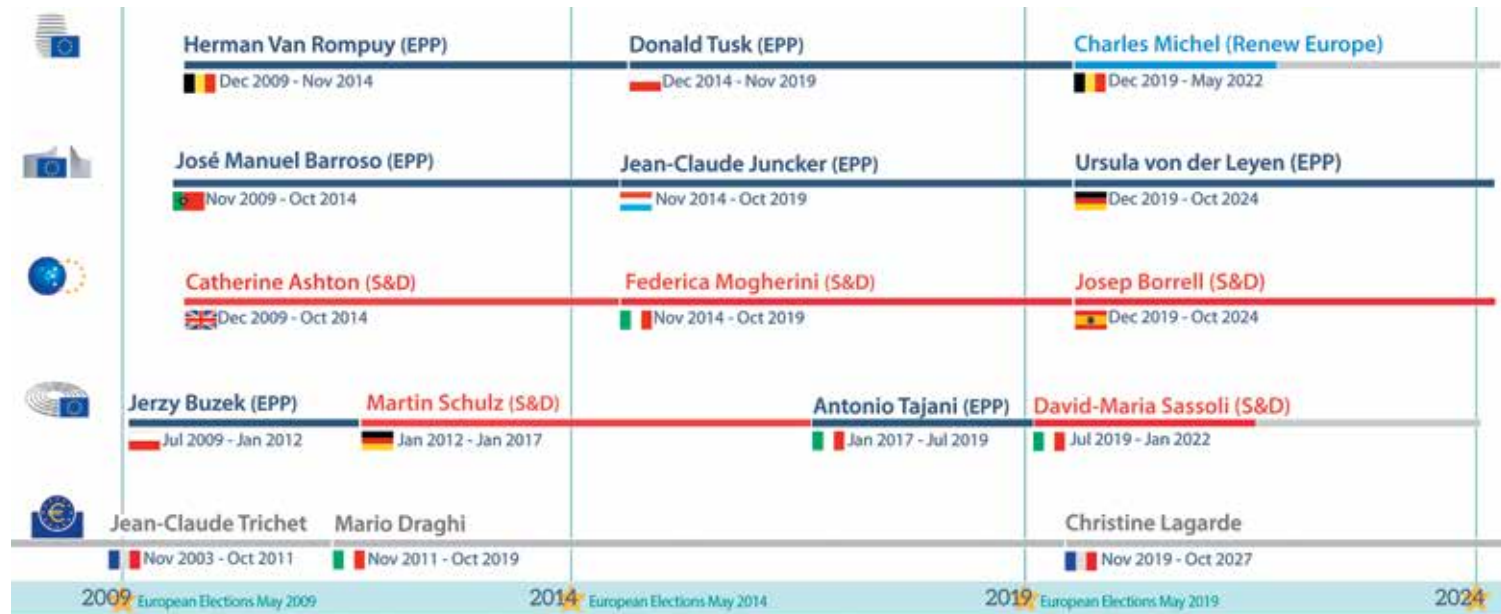 Herman Van Rompuy (EPP) Donald Tusk (EPP) Charles Michel (Renew Europe)
Dec 2009 - Nov 2014 Dec 2014 - Nov 2019 Dec 2019 - May 2022
José Manuel Barroso (EPP) Jean-Claude Juncker (EPP) Ursula von der Leyen (EPP)
Nov 2009 - Oct 2014 Nov 2014 - Oct 2019 Dec 2019 - Oct 2024
Catherine Ashton (S&D) Federica Mogherini (S&D) Josep Borrell (S&D)
Dec 2009 - Oct 2014 Nov 2014 - Oct 2019 Dec 2019 - Oct 2024
Jerzy Buzek (EPP) Martin Schulz (S&D) Antonio Tajani (EPP) David-Maria Sassoli (S&D)
Jul 2009 - Jan 2012 Jan 2012 - Jan 2017 Jan 2017 - Jul 2019 Jul 2019 - Jan 2022
Jean-Claude Trichet Mario Draghi Christine Lagarde
Nov 2003 - Oct 2011 Nov 2011 - Oct 2019 Nov 2019 - Oct 2027
2009 European Elections May 2009 2014 European Elections May 2014 2019 European Elections May 2019 2024